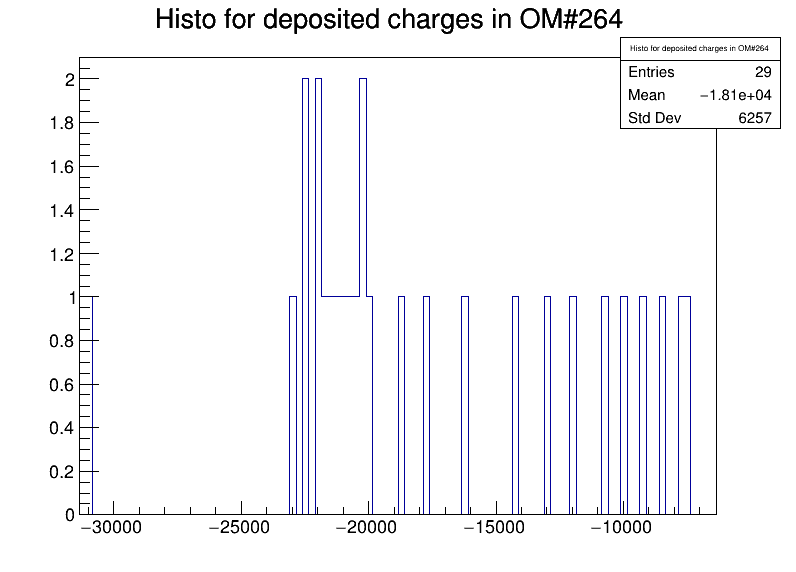 Histo for deposited charges in OM#264
Histo for deposited charges in OM#264
Entries 29
Mean −1.81e+04
Std Dev 6257
2
1.8
1.6
1.4
1.2
1
0.8
0.6
0.4
0.2
0
−30000 −25000 −20000 −15000 −10000